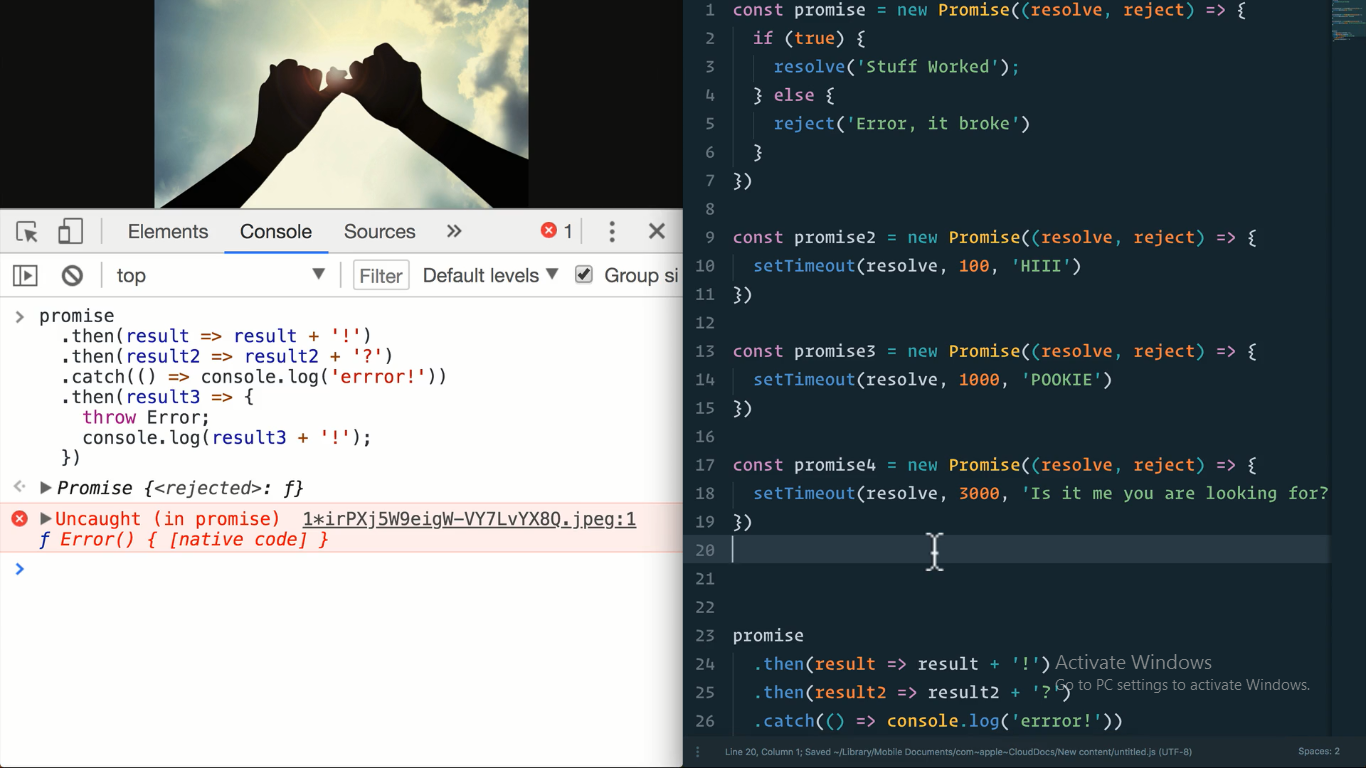 Elements Console Sources » 1
top Filter Default levels Group si
promise
.then(result => result + '!')
.then(result2 => result2 + '?')
.catch(() => console.log('errror!'))
.then(result3 => {
throw Error;
console.log(result3 + '!');
})
Promise {<rejected>: ƒ}
Uncaught (in promise) 1*irPXj5W9eigW-VY7LvYX8Q.jpeg:1
ƒ Error() { [native code] }
1 const promise = new Promise((resolve, reject) => {
2 if (true) {
3 resolve('Stuff Worked');
4 } else {
5 reject('Error, it broke')
6 }
7 })
8
9 const promise2 = new Promise((resolve, reject) => {
10 setTimeout(resolve, 100, 'HIII')
11 })
12
13 const promise3 = new Promise((resolve, reject) => {
14 setTimeout(resolve, 1000, 'POOKIE')
15 })
16
17 const promise4 = new Promise((resolve, reject) => {
18 setTimeout(resolve, 3000, 'Is it me you are looking for?
19 })
20
21
22
23 promise
24 .then(result => result + '!')
25 .then(result2 => result2 + '?')
26 .catch(() => console.log('errror!'))
Activate Windows
Go to PC settings to activate Windows.
Line 20, Column 1; Saved ~/Library/Mobile Documents/com~apple~CloudDocs/New content/untitled.js (UTF-8) Spaces: 2